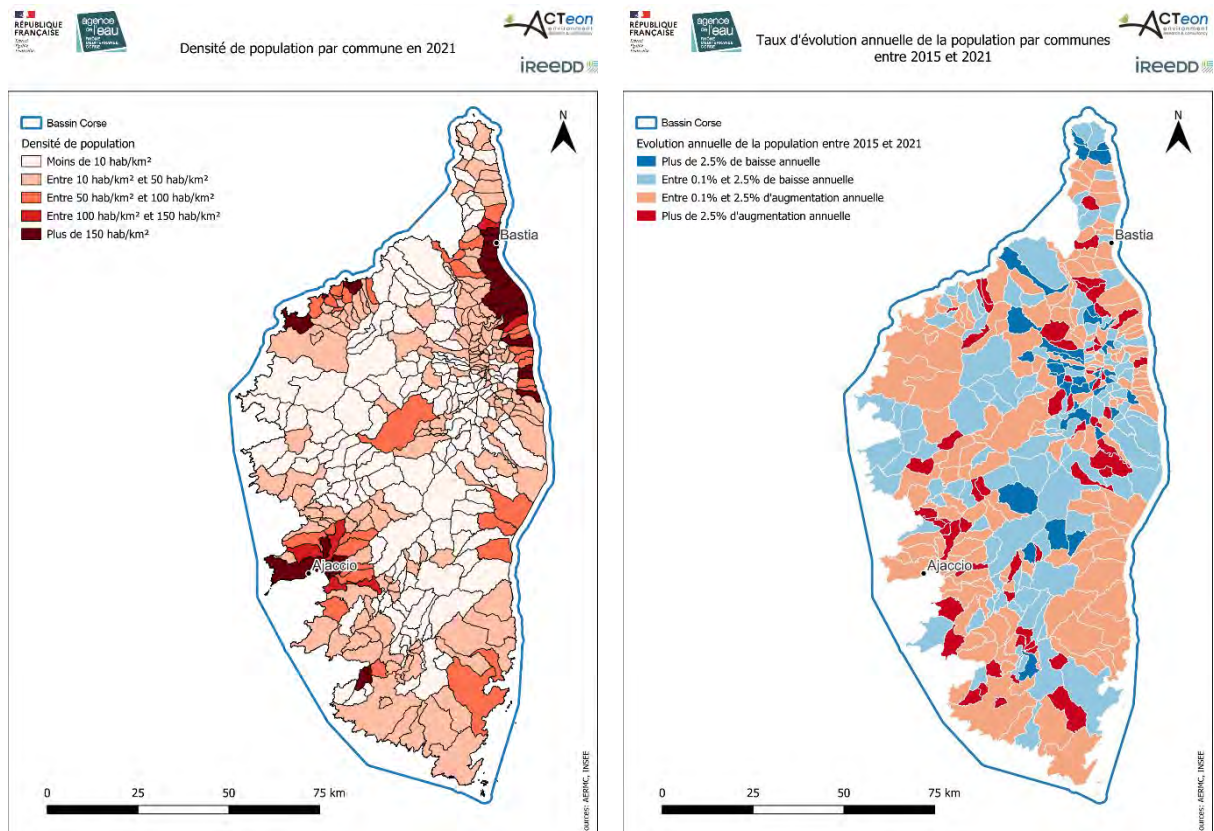 RÉPUBLIQUE
FRANÇAISE
agence
de l'eau
Densité de population par commune en 2021
ACTeon
environment
iReeDD
Bassin Corse
Densité de population
Moins de 10 hab/km²
Entre 10 hab/km² et 50 hab/km²
Entre 50 hab/km² et 100 hab/km²
Entre 100 hab/km² et 150 hab/km²
Plus de 150 hab/km²
N
Bastia
Ajaccio
0 25 50 75 km
ources: AERMC, INSEE
RÉPUBLIQUE
FRANÇAISE
agence
de l'eau
Taux d'évolution annuelle de la population par communes
entre 2015 et 2021
ACTeon
environment
iReeDD
Bassin Corse
Evolution annuelle de la population entre 2015 et 2021
Plus de 2.5% de baisse annuelle
Entre 0.1% et 2.5% de baisse annuelle
Entre 0.1% et 2.5% d'augmentation annuelle
Plus de 2.5% d'augmentation annuelle
N
Bastia
Ajaccio
0 25 50 75 km
ources: AERMC, INSEE